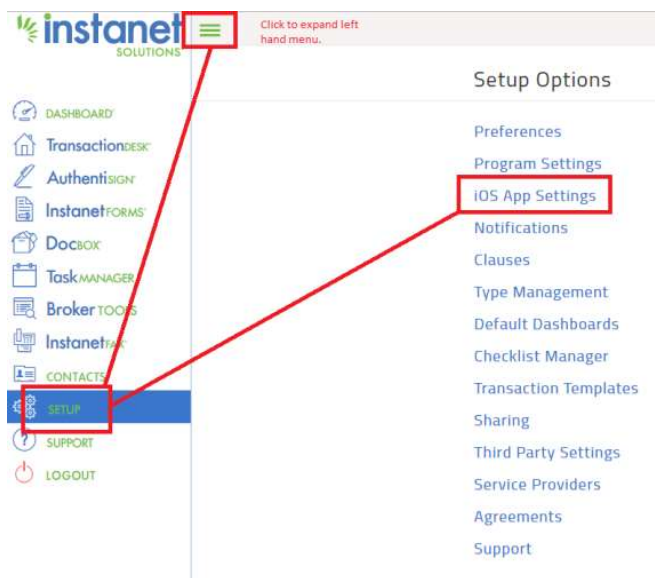 instanet
SOLUTIONS
Click to expand left
hand menu.
Setup Options
DASHBOARD
TransactionDESK
AuthentiSIGN
InstanetFORMS
DocBOX
TaskMANAGER
Broker TOOLS
InstanetFAX
CONTACTS
SETUP
SUPPORT
LOGOUT
Preferences
Program Settings
iOS App Settings
Notifications
Clauses
Type Management
Default Dashboards
Checklist Manager
Transaction Templates
Sharing
Third Party Settings
Service Providers
Agreements
Support